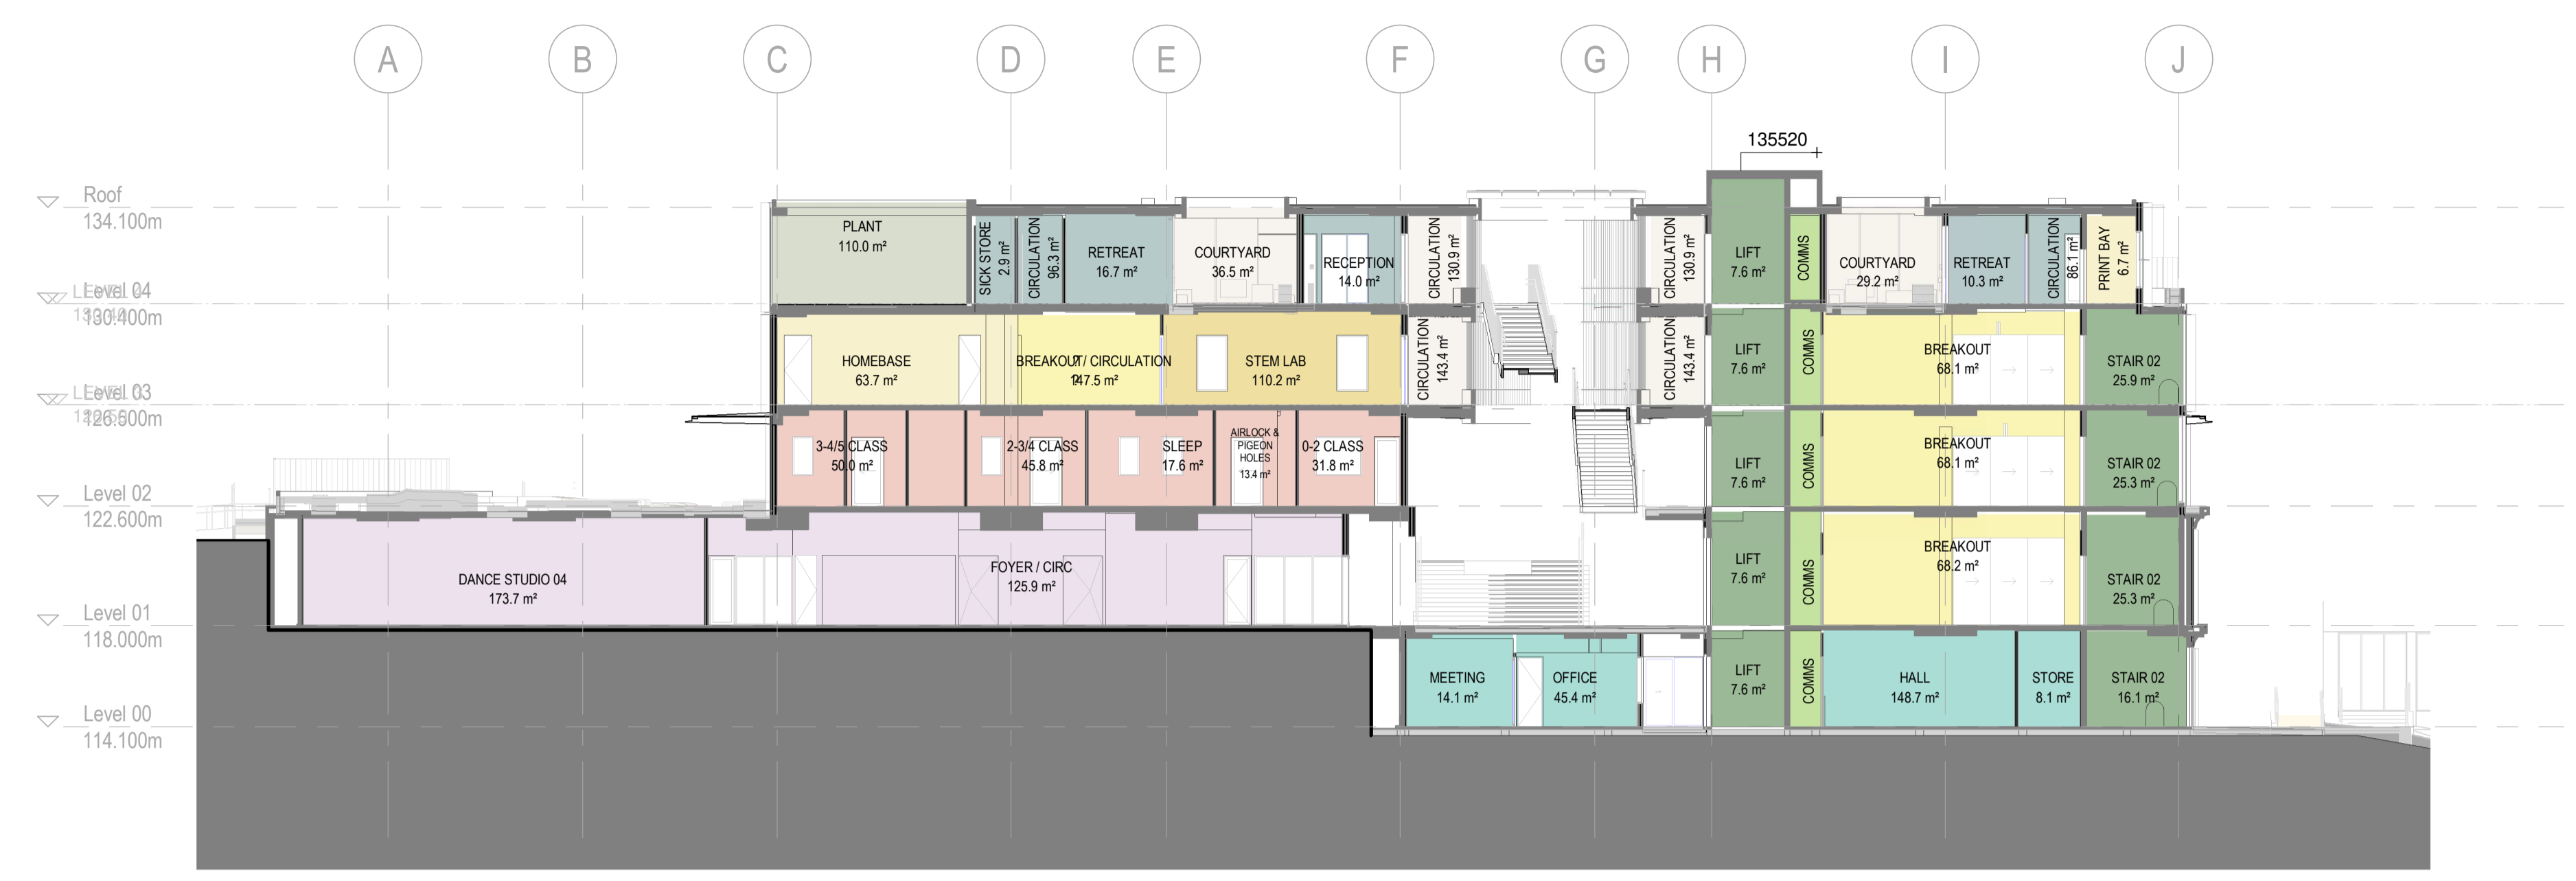 A
B
C
D
E
F
G
H
I
J
135520
Roof
134.100m
PLANT
110.0 m²
SICK STORE
2.9 m²
CIRCULATION
96.3 m²
RETREAT
16.7 m²
COURTYARD
36.5 m²
RECEPTION
14.0 m²
CIRCULATION
130.9 m²
CIRCULATION
130.9 m²
LIFT
7.6 m²
COMMS
COURTYARD
29.2 m²
RETREAT
10.3 m²
CIRCULATION
86.1 m²
PRINT BAY
6.7 m²
Level 04
130.400m
HOMEBASE
63.7 m²
BREAKOUT / CIRCULATION
147.5 m²
STEM LAB
110.2 m²
CIRCULATION
143.4 m²
CIRCULATION
143.4 m²
LIFT
7.6 m²
COMMS
BREAKOUT
68.1 m²
STAIR 02
25.9 m²
Level 03
126.500m
3-4/5 CLASS
50.0 m²
2-3/4 CLASS
45.8 m²
SLEEP
17.6 m²
AIRLOCK &
PIGEON
HOLES
13.4 m²
0-2 CLASS
31.8 m²
LIFT
7.6 m²
COMMS
BREAKOUT
68.1 m²
STAIR 02
25.3 m²
Level 02
122.600m
DANCE STUDIO 04
173.7 m²
FOYER / CIRC
125.9 m²
LIFT
7.6 m²
COMMS
BREAKOUT
68.2 m²
STAIR 02
25.3 m²
Level 01
118.000m
MEETING
14.1 m²
OFFICE
45.4 m²
LIFT
7.6 m²
COMMS
HALL
148.7 m²
STORE
8.1 m²
STAIR 02
16.1 m²
Level 00
114.100m